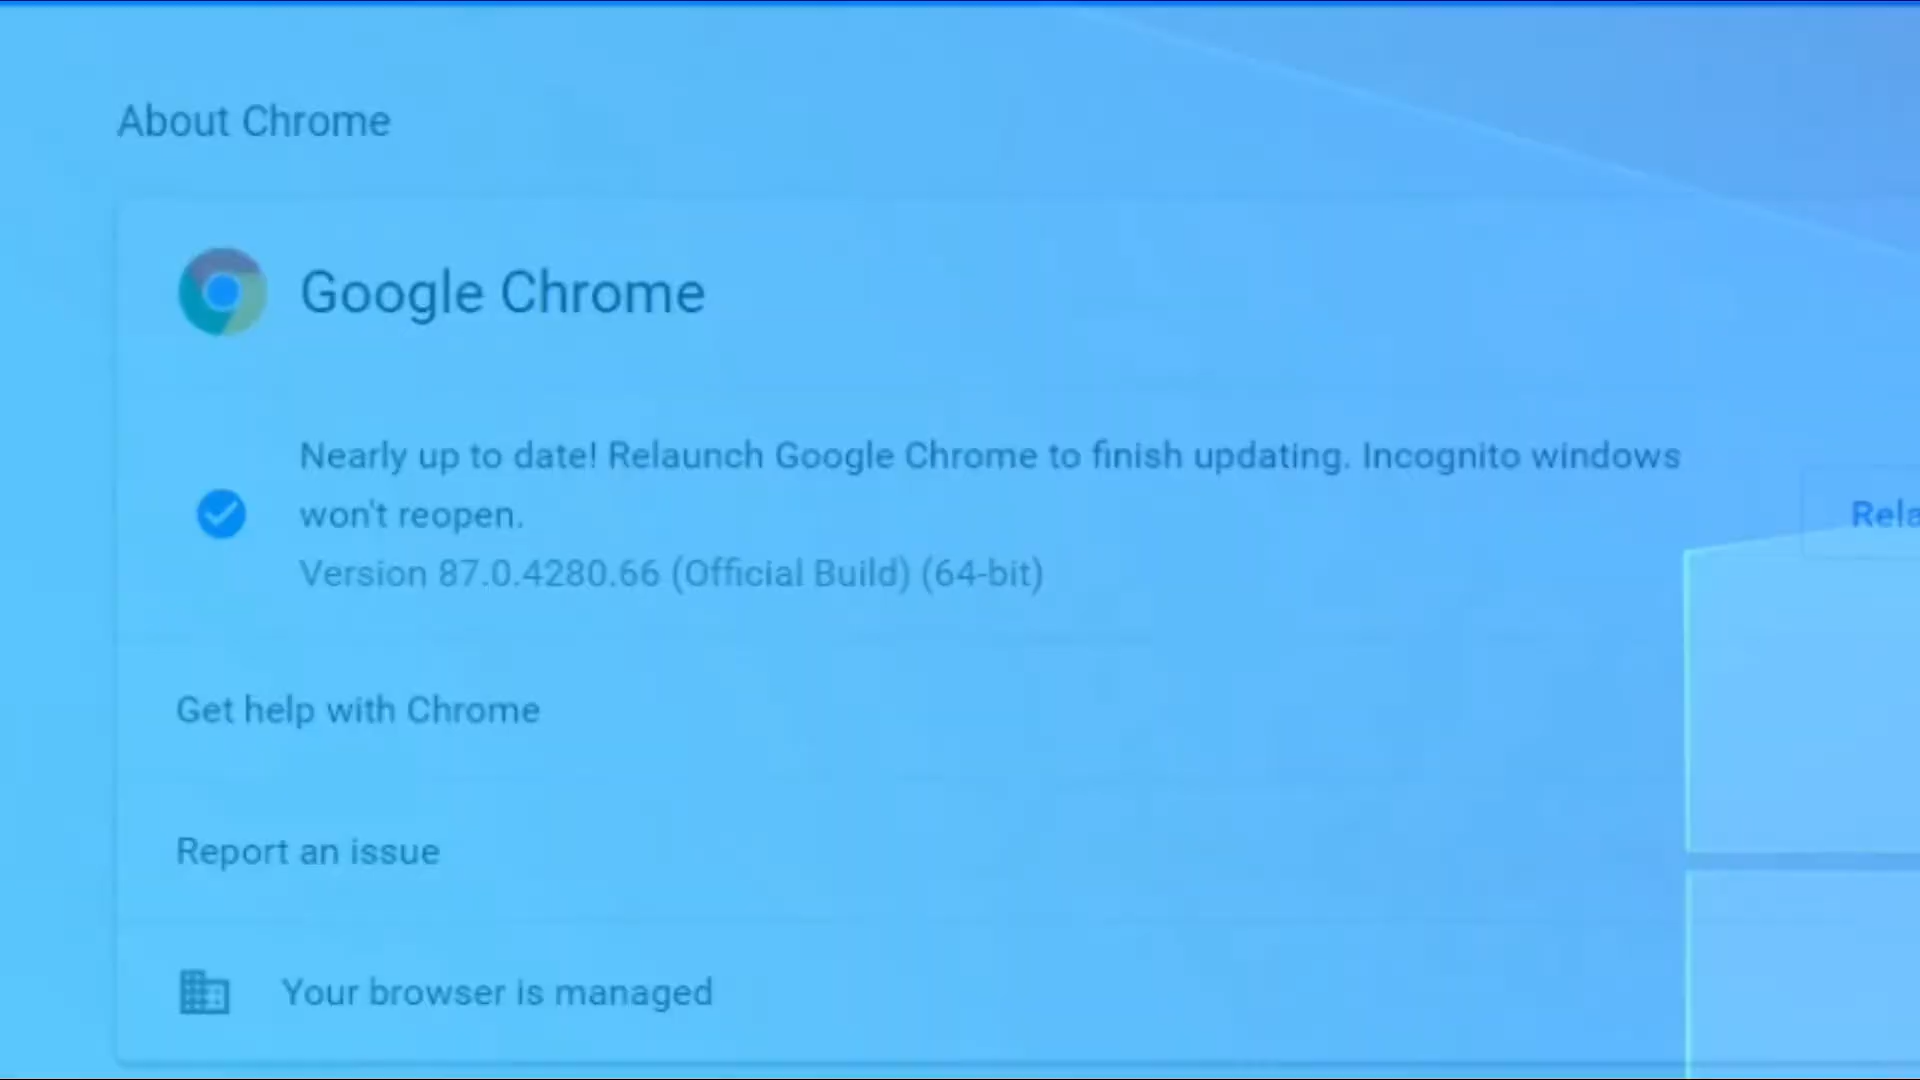 About Chrome
Google Chrome
Nearly up to date! Relaunch Google Chrome to finish updating. Incognito windows
won't reopen.
Rela
Version 87.0.4280.66 (Official Build) (64-bit)
Get help with Chrome
Report an issue
Your browser is managed